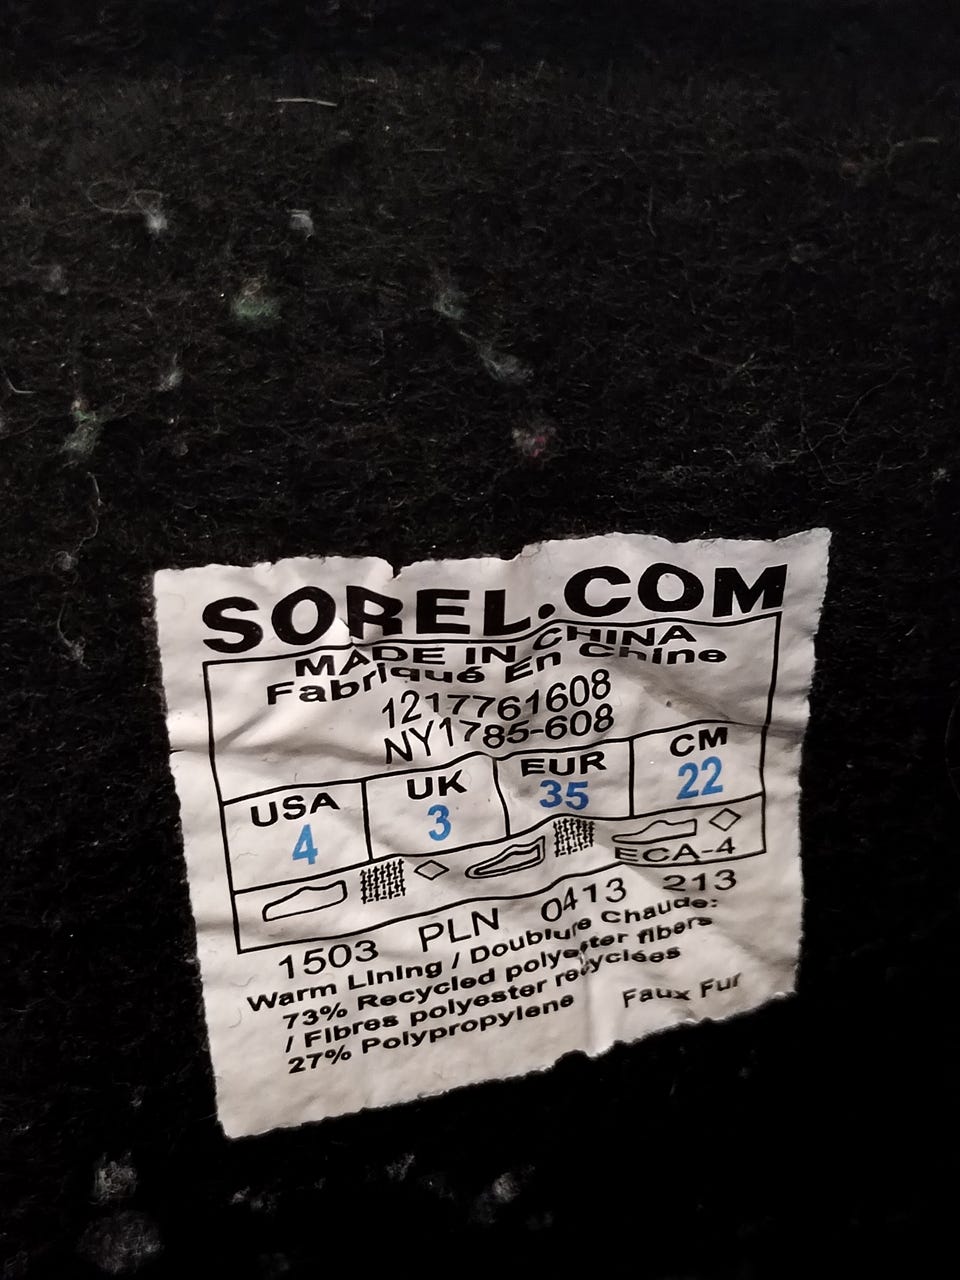 SOREL.COM
MADE IN CHINA
Fabriqué En Chine
1217761608
NY1785-608
USA UK EUR CM
4 3 35 22
ECA-4
1503 PLN 0413 213
Warm Lining / Doublure Chaude:
73% Recycled polyester fibers
/ Fibres polyester recyclées
27% Polypropylene Faux Fur